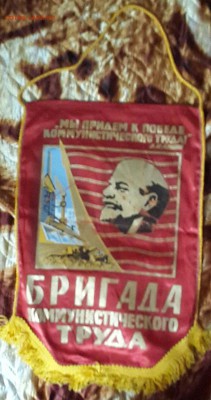 „МЫ ПРИДЕМ К ПОБЕДЕ
КОММУНИСТИЧЕСКОГО ТРУДА!"
БРИГАДА
КОММУНИСТИЧЕСКОГО
ТРУДА